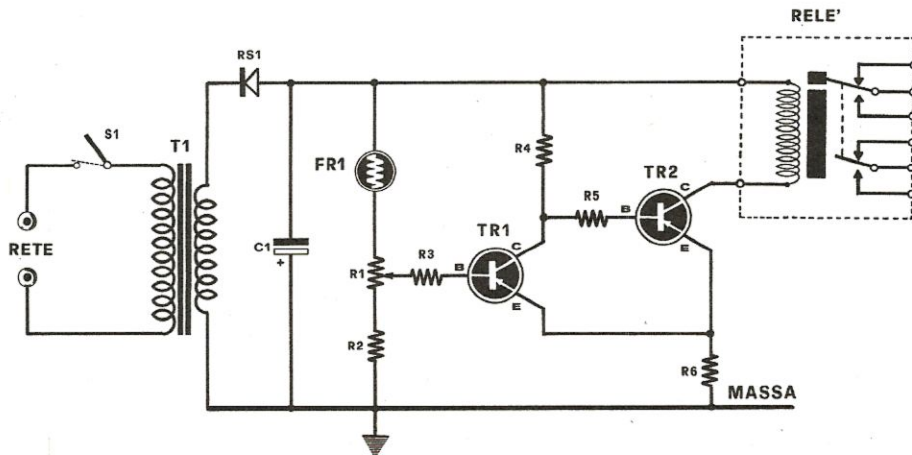 RELE'
RS1
S1
T1
R4
FR1
TR2
C
R5
B
RETE
C1
+
TR1
C
E
R1
R3
B
E
R2
R6
MASSA